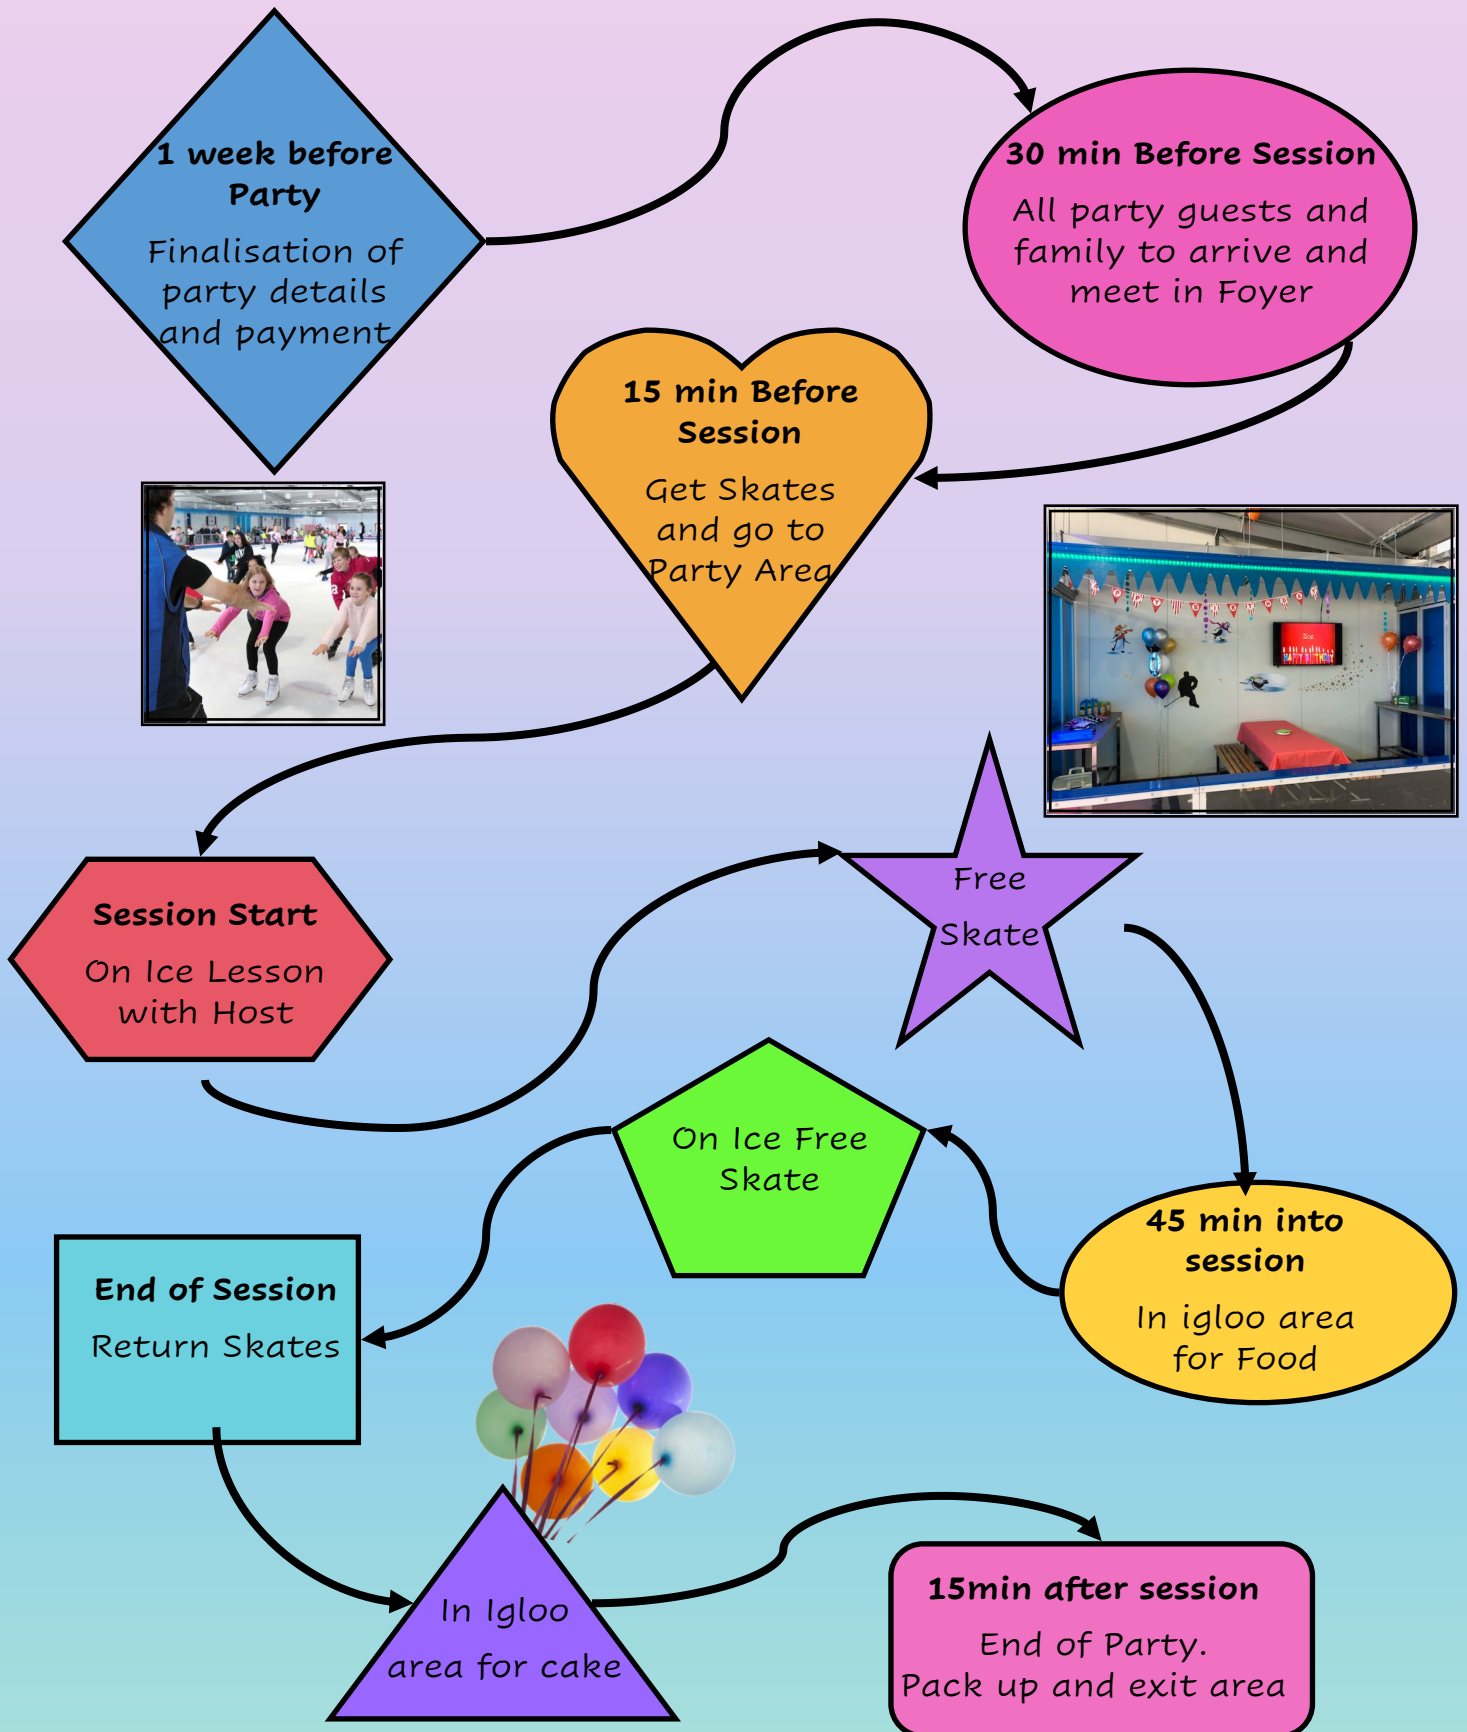 1 week before
Party
Finalisation of
party details
and payment
30 min Before Session
All party guests and
family to arrive and
meet in Foyer
15 min Before
Session
Get Skates
and go to
Party Area
Zoe
HAPPY BIRTHDAY
Session Start
On Ice Lesson
with Host
Free
Skate
45 min into
session
In igloo area
for Food
On Ice Free
Skate
End of Session
Return Skates
In Igloo
area for cake
15min after session
End of Party.
Pack up and exit area